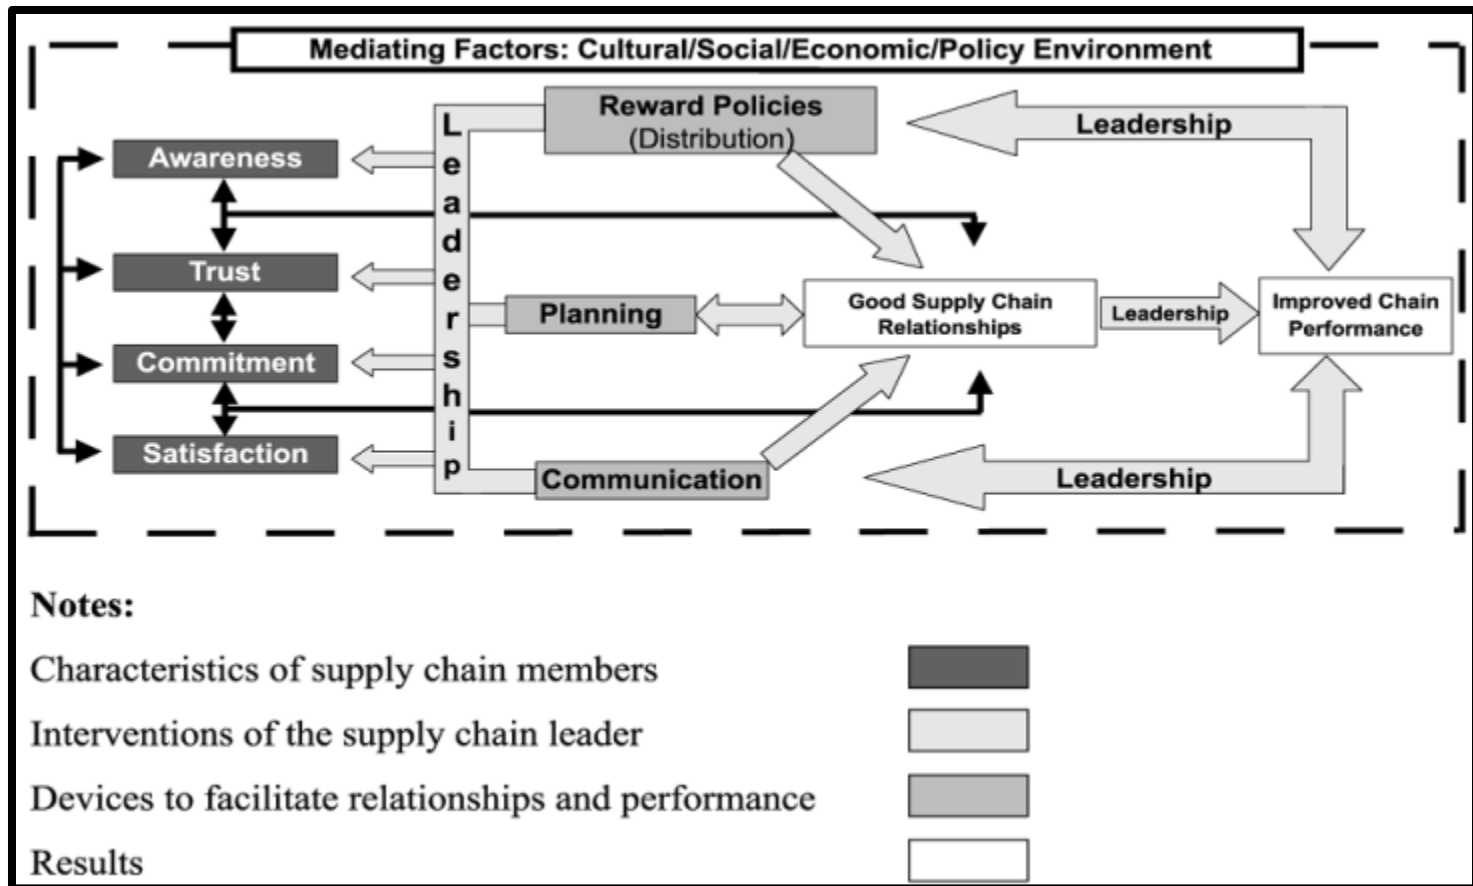 Mediating Factors: Cultural/Social/Economic/Policy Environment
Reward Policies
(Distribution)
Leadership
Awareness
Trust
Commitment
Satisfaction
Leadership
Planning
Communication
Good Supply Chain
Relationships
Leadership
Improved Chain
Performance
Leadership
Notes:
Characteristics of supply chain members
Interventions of the supply chain leader
Devices to facilitate relationships and performance
Results